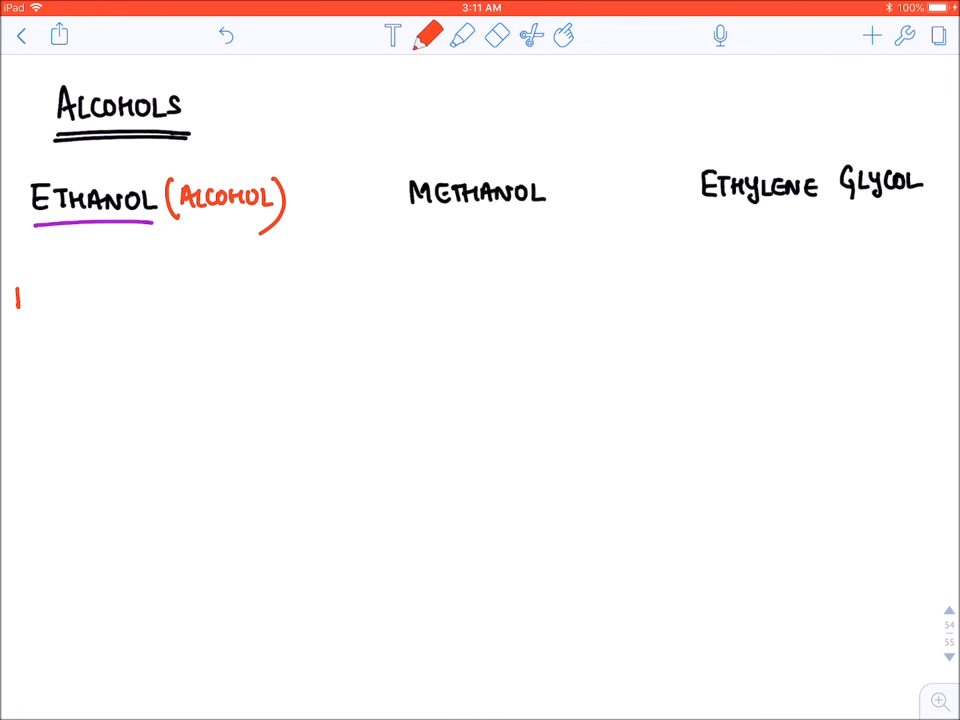 iPad 3:11 AM 100%
T
ALCOHOLS
ETHANOL (ALCOHOL) METHANOL ETHYLENE GLYCOL
54
55